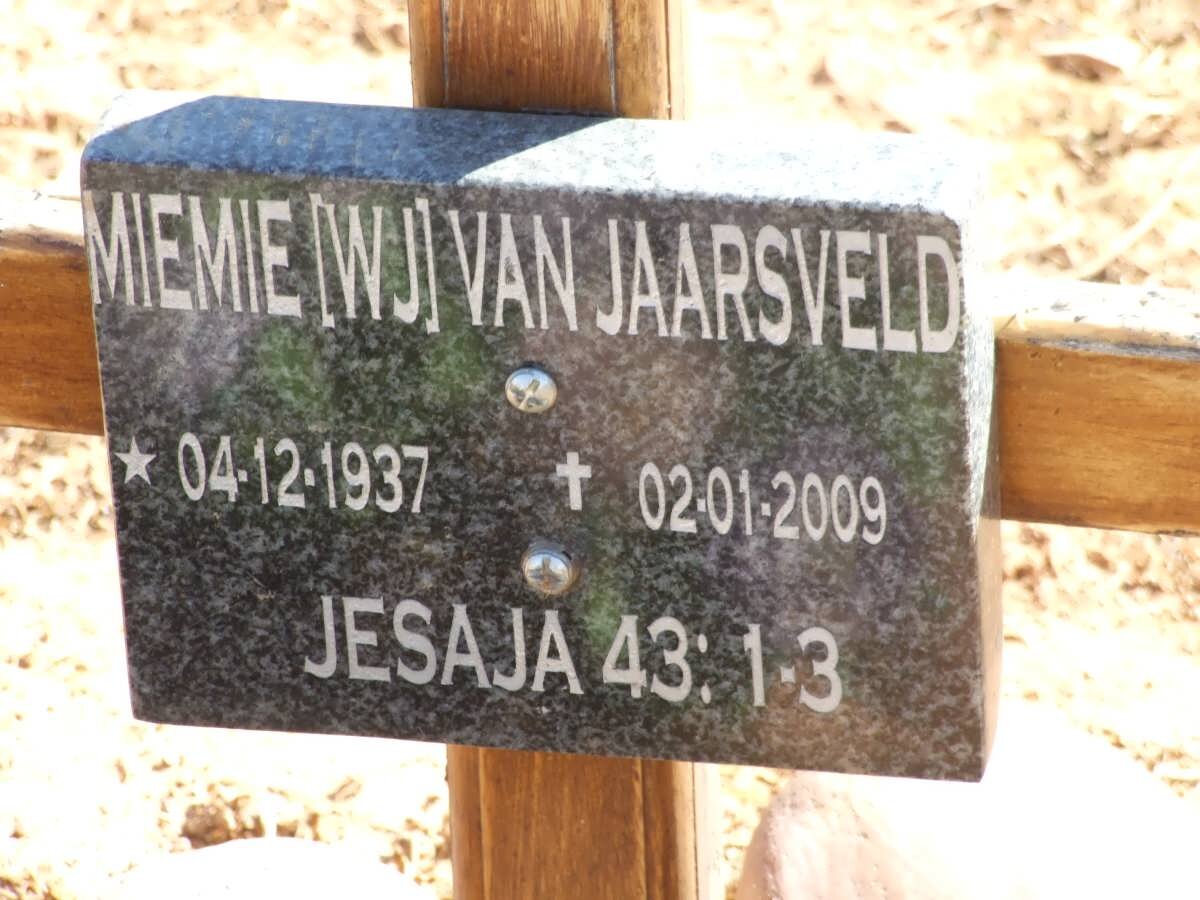 MIEMIE [WJ] VAN JAARSVELD
★ 04-12-1937 ✝ 02-01-2009
JESAJA 43: 1-3